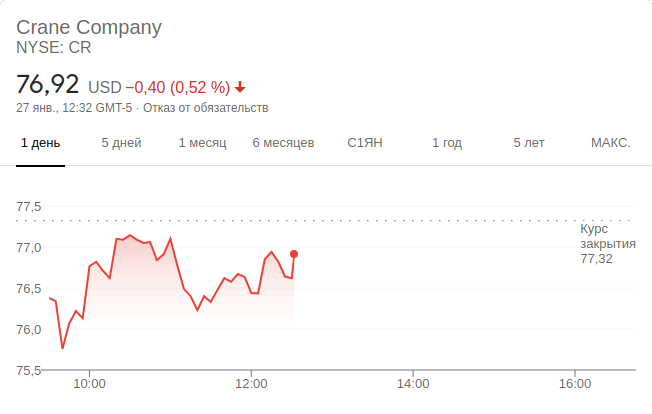 Crane Company
NYSE: CR
76,92 USD −0,40 (0,52 %)
27 янв., 12:32 GMT-5 · Отказ от обязательств
1 день 5 дней 1 месяц 6 месяцев С1ЯН 1 год 5 лет МАКС.
77,5
Курс
закрытия
77,32
77,0
76,5
76,0
75,5
10:00 12:00 14:00 16:00